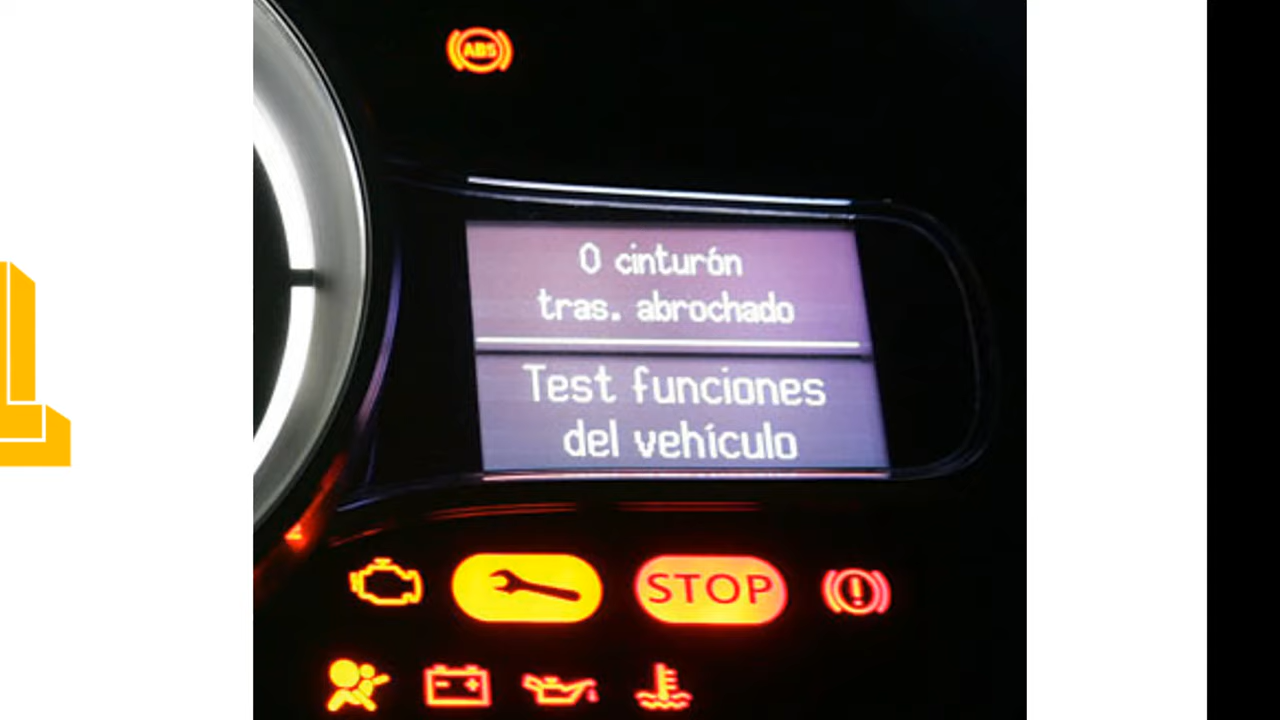 ABS
0 cinturón
tras. abrochado
Test funciones
del vehículo
STOP